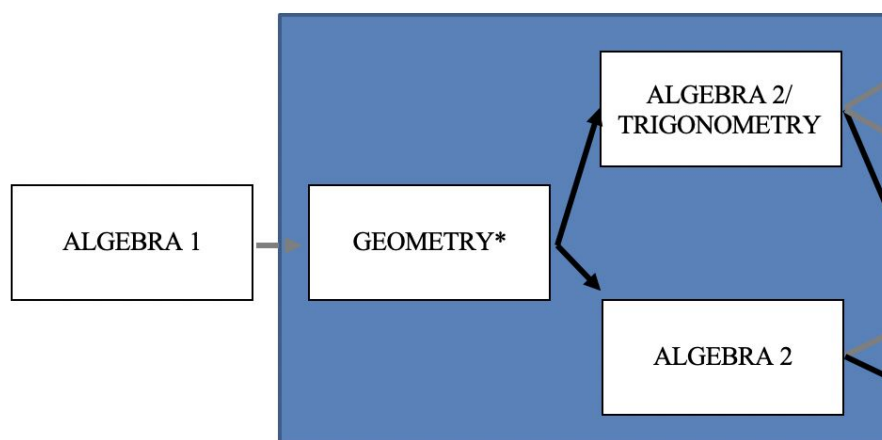 ALGEBRA 1
GEOMETRY*
ALGEBRA 2/
TRIGONOMETRY
ALGEBRA 2